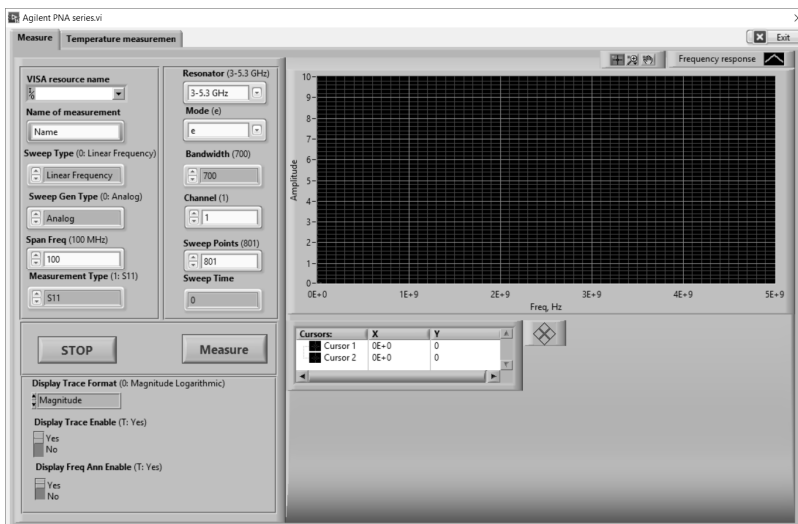 Agilent PNA series.vi
Measure
Temperature measuremen
Exit
VISA resource name
Name of measurement
Name
Sweep Type (0: Linear Frequency)
Linear Frequency
Sweep Gen Type (0: Analog)
Analog
Span Freq (100 MHz)
100
Measurement Type (1: S11)
S11
Resonator (3-5.3 GHz)
3-5.3 GHz
Mode (e)
e
Bandwidth (700)
700
Channel (1)
1
Sweep Points (801)
801
Sweep Time
0
STOP
Measure
Display Trace Format (0: Magnitude Logarithmic)
Magnitude
Display Trace Enable (T: Yes)
Yes
No
Display Freq Ann Enable (T: Yes)
Yes
No
Frequency response
Amplitude
10-
9-
8-
7-
6-
5-
4-
3-
2-
1-
0-
0E+0 1E+9 2E+9 3E+9 4E+9 5E+9
Freq, Hz
Cursors: X Y
Cursor 1 0E+0 0
Cursor 2 0E+0 0